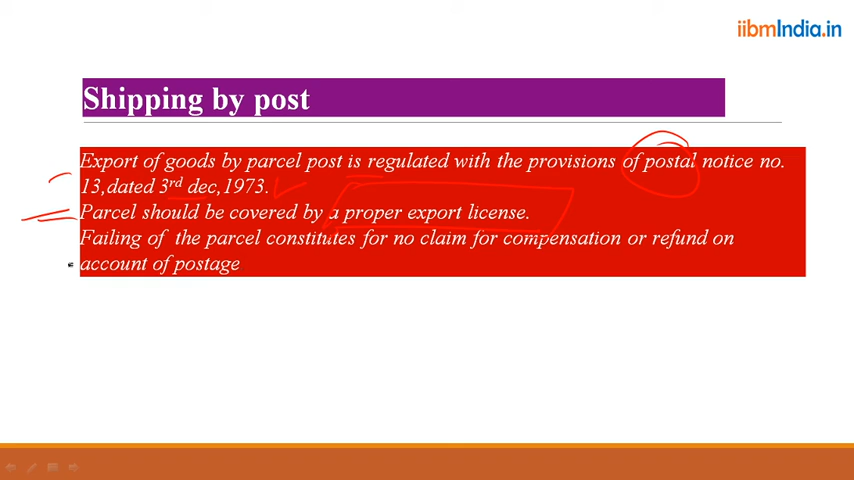 iibmIndia.in
Shipping by post
Export of goods by parcel post is regulated with the provisions of postal notice no.
13,dated 3rd dec,1973.
Parcel should be covered by a proper export license.
Failing of the parcel constitutes for no claim for compensation or refund on
account of postage